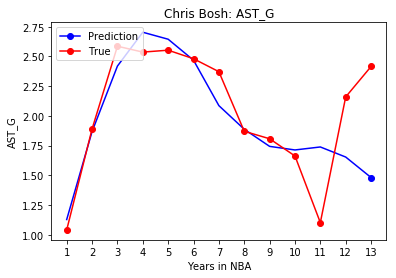 Chris Bosh: AST_G
Prediction
True
2.75
2.50
2.25
2.00
1.75
1.50
1.25
1.00
AST_G
1 2 3 4 5 6 7 8 9 10 11 12 13
Years in NBA